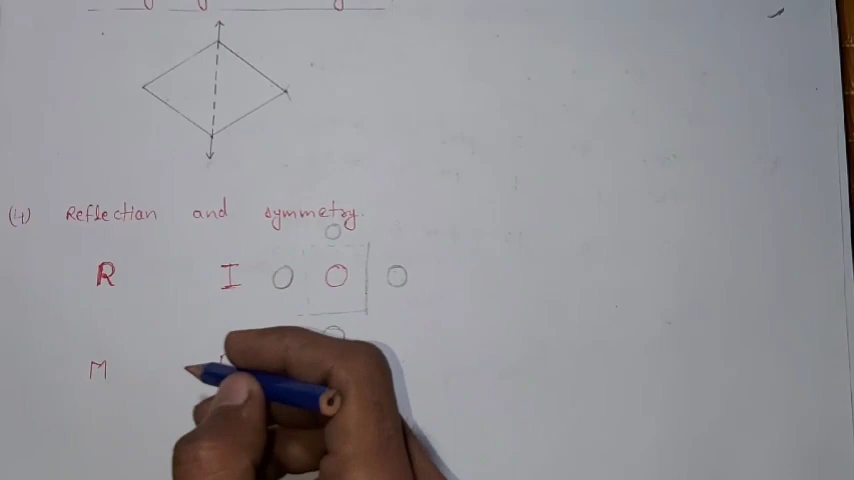 (4) Reflection and symmetry.
R I O O O
M